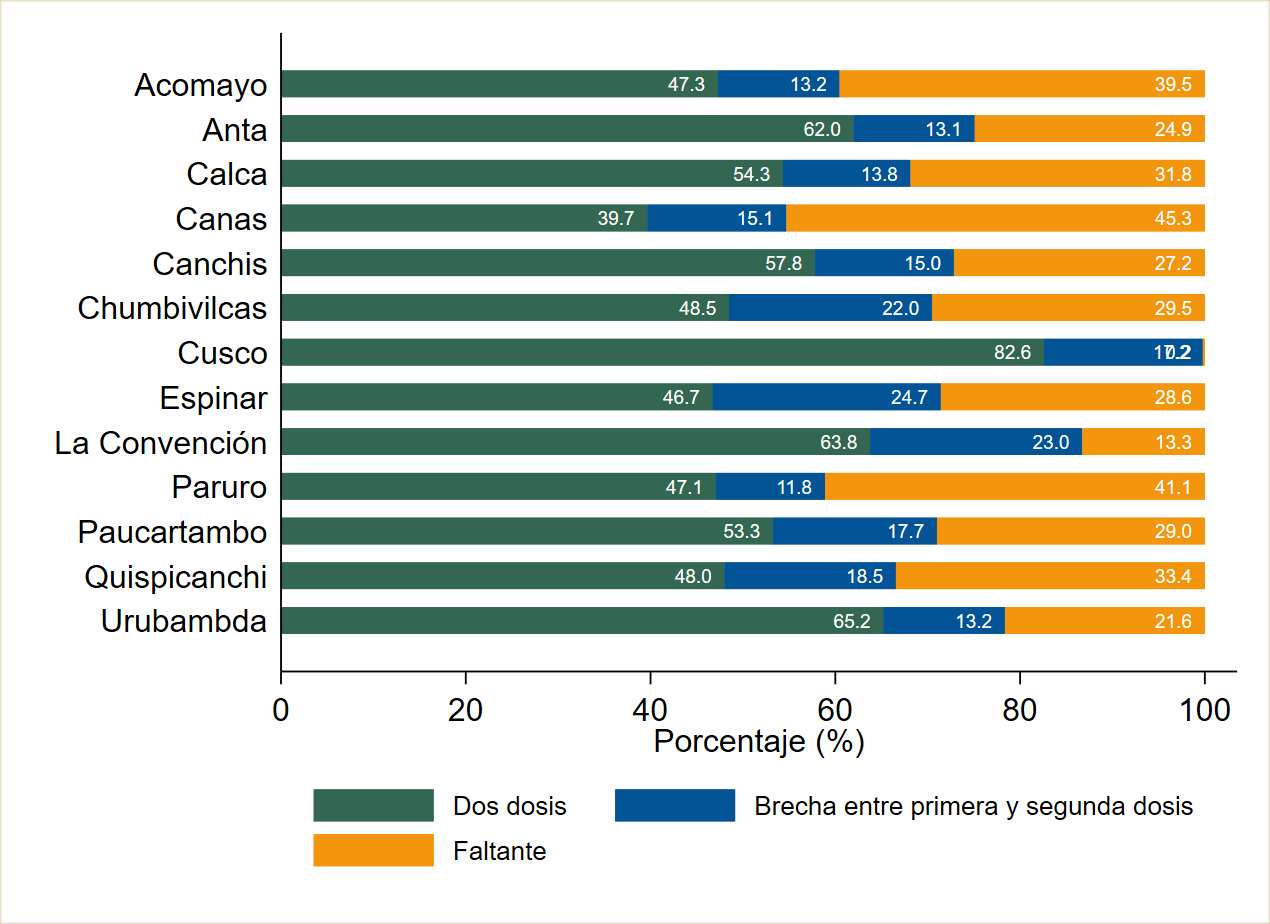 Acomayo 47.3 13.2 39.5
Anta 62.0 13.1 24.9
Calca 54.3 13.8 31.8
Canas 39.7 15.1 45.3
Canchis 57.8 15.0 27.2
Chumbivilcas 48.5 22.0 29.5
Cusco 82.6
Espinar 46.7 24.7 28.6
La Convención 63.8 23.0 13.3
Paruro 47.1 11.8 41.1
Paucartambo 53.3 17.7 29.0
Quispicanchi 48.0 18.5 33.4
Urubambda 65.2 13.2 21.6
0 20 40 60 80 100
Porcentaje (%)
Dos dosis Brecha entre primera y segunda dosis
Faltante